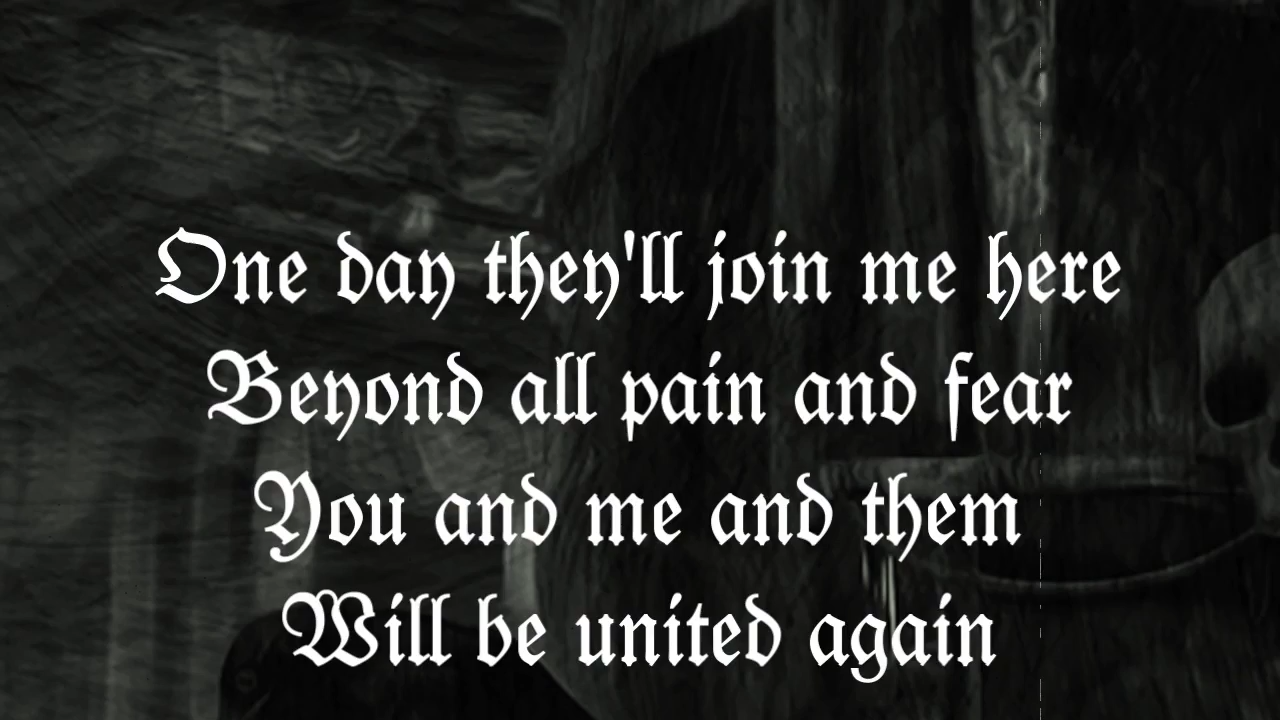 One day they'll join me here
Beyond all pain and fear
You and me and them
Will be united again